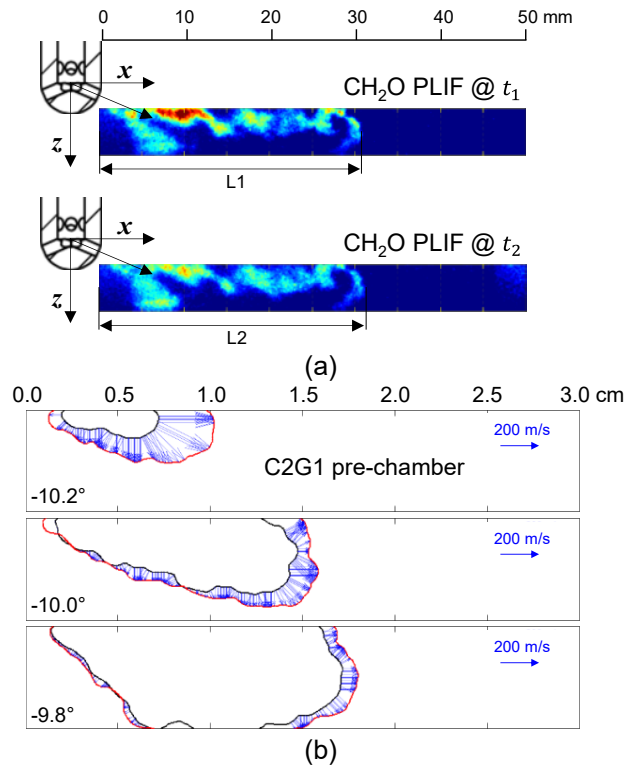 0 10 20 30 40 50 mm
x
CH₂O PLIF @ t₁
z
L1
x
CH₂O PLIF @ t₂
z
L2
(a)
0.0 0.5 1.0 1.5 2.0 2.5 3.0 cm
200 m/s
C2G1 pre-chamber
-10.2°
200 m/s
-10.0°
200 m/s
-9.8°
(b)